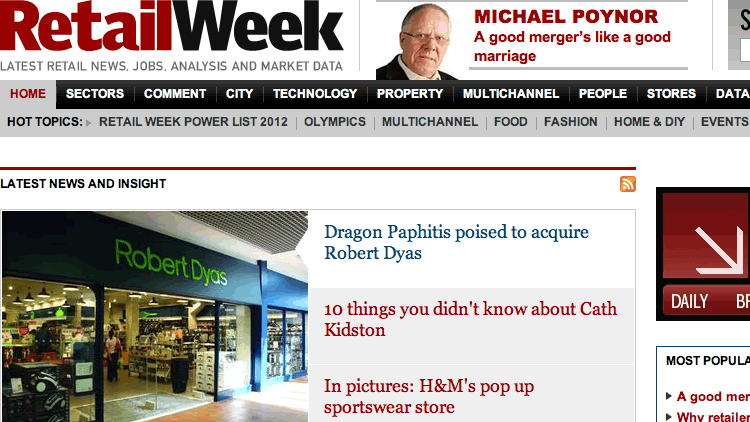 RetailWeek
LATEST RETAIL NEWS, JOBS, ANALYSIS AND MARKET DATA
MICHAEL POYNOR
A good merger's like a good
marriage
HOME SECTORS COMMENT CITY TECHNOLOGY PROPERTY MULTICHANNEL PEOPLE STORES DATA
HOT TOPICS: RETAIL WEEK POWER LIST 2012 OLYMPICS MULTICHANNEL FOOD FASHION HOME & DIY EVENTS
LATEST NEWS AND INSIGHT
Robert Dyas
Dragon Paphitis poised to acquire
Robert Dyas
10 things you didn't know about Cath
Kidston
In pictures: H&M's pop up
sportswear store
DAILY BR
MOST POPULA
A good mer
Why retailer